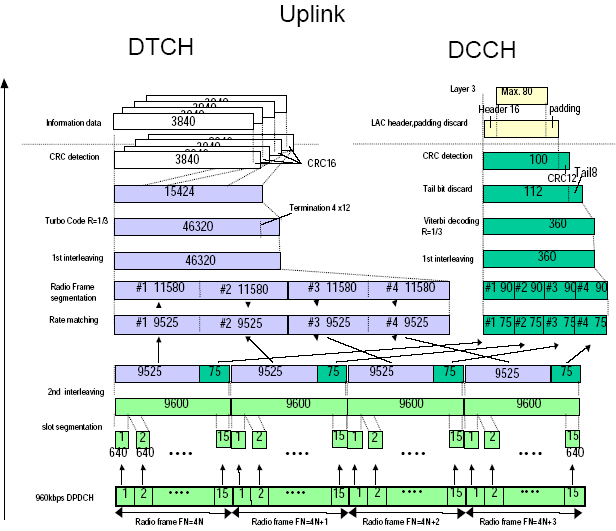 Uplink
DTCH
DCCH
Layer 3
Max. 80
Header 16
padding
3840
3840
Information data
3840
LAC header,padding discard
3840
CRC detection
3840
CRC16
CRC detection
100
CRC12
Tail8
15424
Tail bit discard
112
Termination 4 x12
Turbo Code R=1/3
46320
Viterbi decoding
R=1/3
360
1st interleaving
46320
1st interleaving
360
Radio Frame
segmentation
#1 11580
#2 11580
#3 11580
#4 11580
#1 90
#2 90
#3 90
#4 90
Rate matching
#1 9525
#2 9525
#3 9525
#4 9525
#1 75
#2 75
#3 75
#4 75
9525
75
9525
75
9525
75
9525
75
2nd interleaving
9600
9600
9600
9600
slot segmentation
1
2
15
1
2
15
1
2
15
1
2
15
640
640
• • • •
• • • •
• • • •
• • • •
640
960kbps DPDCH
1
2
• • • •
15
1
2
• • • •
15
1
2
• • • •
15
1
2
• • • •
15
Radio frame FN=4N
Radio frame FN=4N+1
Radio frame FN=4N+2
Radio frame FN=4N+3